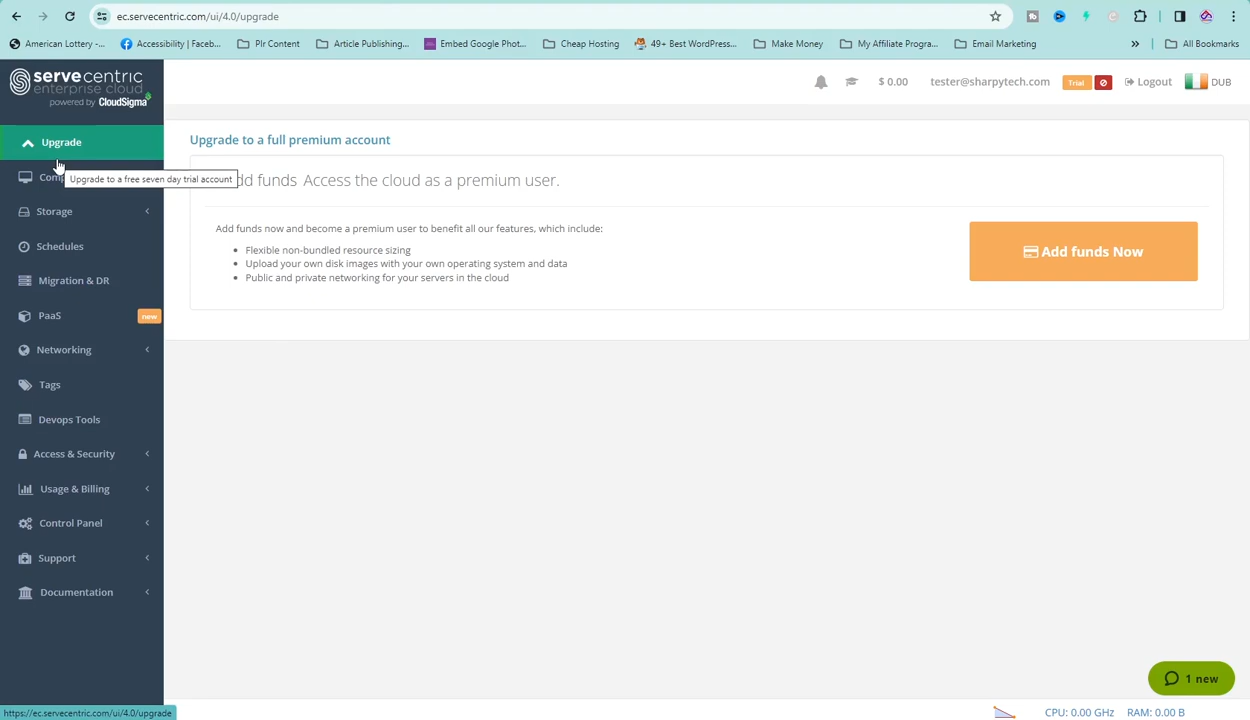 ec.servecentric.com/ui/4.0/upgrade
American Lottery -...
Accessibility | Faceb...
Plr Content
Article Publishing...
Embed Google Phot...
Cheap Hosting
49+ Best WordPress...
Make Money
My Affiliate Progra...
Email Marketing
»
All Bookmarks
servecentric
enterprise cloud
powered by CloudSigma
$ 0.00
tester@sharpytech.com
Trial
Logout
DUB
Upgrade
Upgrade to a free seven day trial account
Storage
Schedules
Migration & DR
PaaS
new
Networking
Tags
Devops Tools
Access & Security
Usage & Billing
Control Panel
Support
Documentation
Upgrade to a full premium account
dd funds Access the cloud as a premium user.
Add funds now and become a premium user to benefit all our features, which include:
Flexible non-bundled resource sizing
Upload your own disk images with your own operating system and data
Public and private networking for your servers in the cloud
Add funds Now
1 new
https://ec.servecentric.com/ui/4.0/upgrade
CPU: 0.00 GHz
RAM: 0.00 B